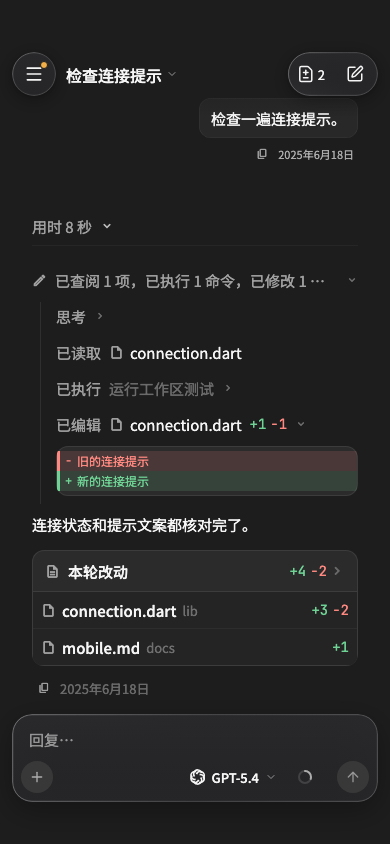 检查连接提示
2
检查一遍连接提示。
2025年6月18日
用时 8 秒
已查阅 1 项，已执行 1 命令，已修改 1 …
思考
已读取 connection.dart
已执行 运行工作区测试
已编辑 connection.dart +1 -1
- 旧的连接提示
+ 新的连接提示
连接状态和提示文案都核对完了。
本轮改动 +4 -2
connection.dart lib +3 -2
mobile.md docs +1
2025年6月18日
回复…
GPT-5.4